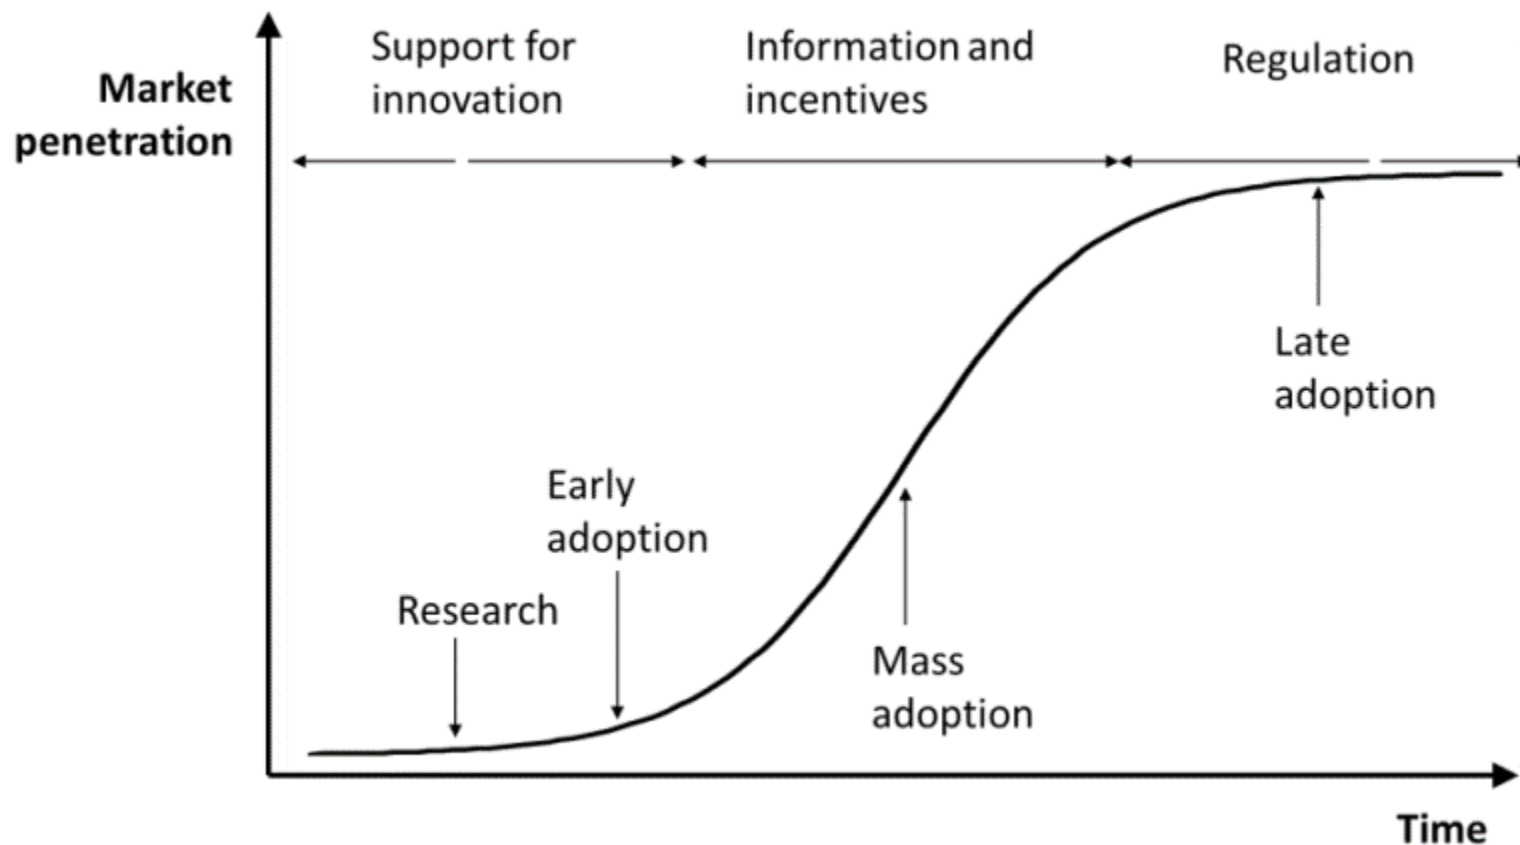 Market
penetration
Support for
innovation
Information and
incentives
Regulation
Late
adoption
Early
adoption
Research
Mass
adoption
Time